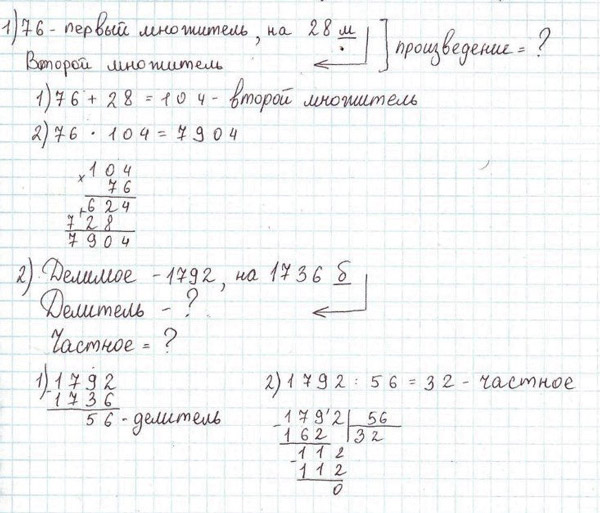 1) 76 - первый множитель, на 28 м
Второй множитель
произведение = ?
1) 76 + 28 = 104 - второй множитель
2) 76 · 104 = 7904
× 104
76
+ 624
728
7904
2) Делимое - 1792, на 1736 б
Делитель - ?
Частное = ?
1) - 1792
1736
56 - делитель
2) 1792 : 56 = 32 - частное
- 1792 | 56
162 | 32
- 112
112
0